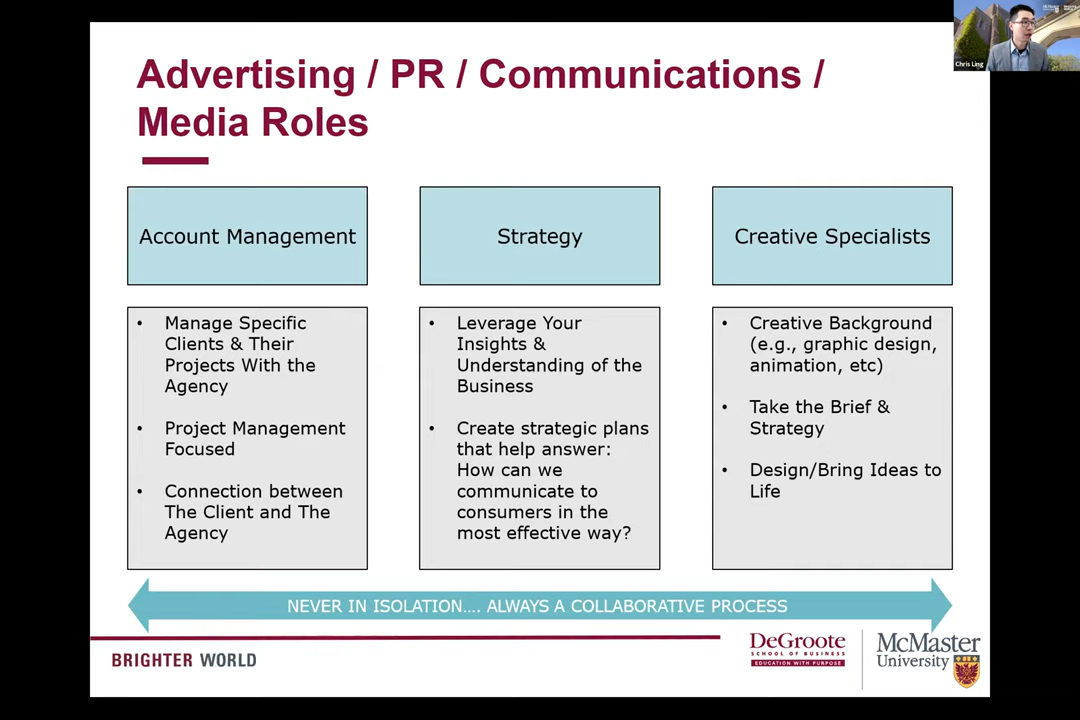 Advertising / PR / Communications /
Media Roles
Chris Ling
Account Management
Strategy
Creative Specialists
• Manage Specific
Clients & Their
Projects With the
Agency
• Project Management
Focused
• Connection between
The Client and The
Agency
• Leverage Your
Insights &
Understanding of the
Business
• Create strategic plans
that help answer:
How can we
communicate to
consumers in the
most effective way?
• Creative Background
(e.g., graphic design,
animation, etc)
• Take the Brief &
Strategy
• Design/Bring Ideas to
Life
NEVER IN ISOLATION.... ALWAYS A COLLABORATIVE PROCESS
BRIGHTER WORLD
DeGroote
SCHOOL OF BUSINESS
EDUCATION WITH PURPOSE
McMaster
University